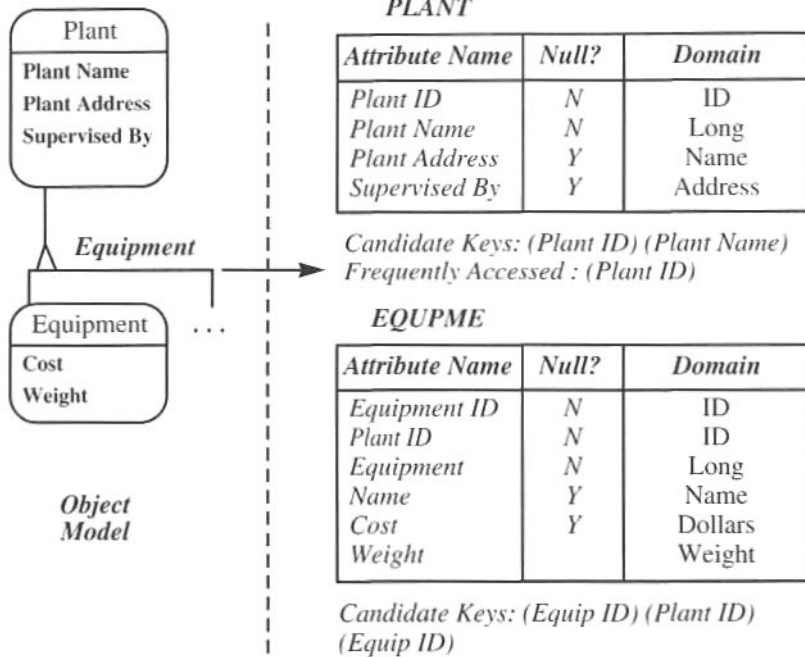 Plant
Plant Name
Plant Address
Supervised By
Equipment
Equipment
...
Cost
Weight
Object
Model
PLANT
Attribute Name Null? Domain
Plant ID N ID
Plant Name N Long
Plant Address Y Name
Supervised By Y Address
Candidate Keys: (Plant ID) (Plant Name)
Frequently Accessed : (Plant ID)
EQUPME
Attribute Name Null? Domain
Equipment ID N ID
Plant ID N ID
Equipment N Long
Name Y Name
Cost Y Dollars
Weight Weight
Candidate Keys: (Equip ID) (Plant ID)
(Equip ID)